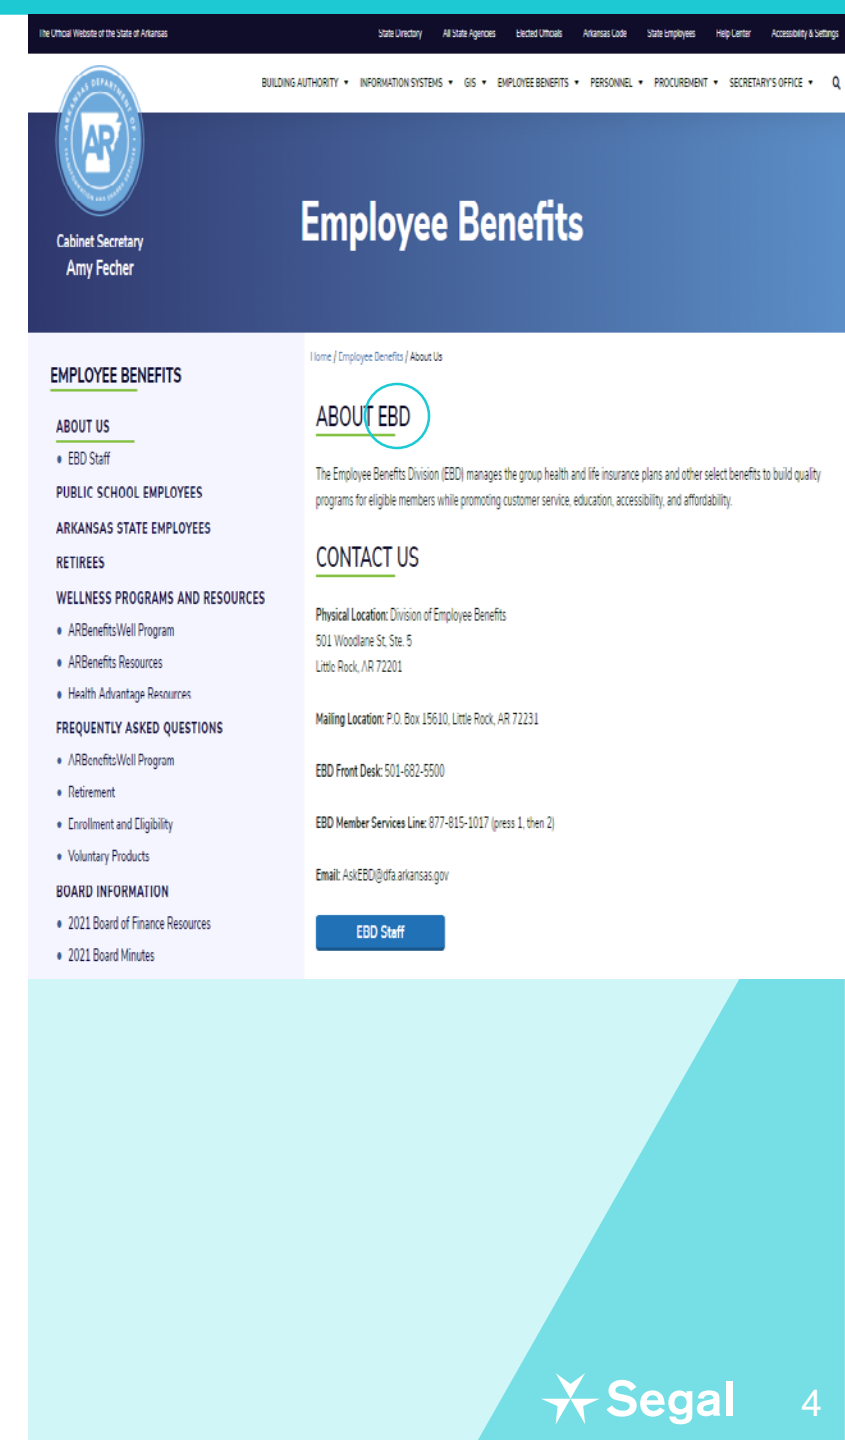 The Official Website of the State of Arkansas
State Directory All State Agencies Elected Officials Arkansas Code State Employees Help Center Accessibility & Settings
BUILDING AUTHORITY ▼ INFORMATION SYSTEMS ▼ GIS ▼ EMPLOYEE BENEFITS ▼ PERSONNEL ▼ PROCUREMENT ▼ SECRETARY'S OFFICE ▼
ARKANSAS DEPARTMENT OF
TRANSFORMATION AND SHARED SERVICES
AR
Cabinet Secretary
Amy Fecher
Employee Benefits
EMPLOYEE BENEFITS
ABOUT US
• EBD Staff
PUBLIC SCHOOL EMPLOYEES
ARKANSAS STATE EMPLOYEES
RETIREES
WELLNESS PROGRAMS AND RESOURCES
• ARBenefitsWell Program
• ARBenefits Resources
• Health Advantage Resources
FREQUENTLY ASKED QUESTIONS
• ARBenefitsWell Program
• Retirement
• Enrollment and Eligibility
• Voluntary Products
BOARD INFORMATION
• 2021 Board of Finance Resources
• 2021 Board Minutes
Home / Employee Benefits / About Us
ABOUT EBD
The Employee Benefits Division (EBD) manages the group health and life insurance plans and other select benefits to build quality
programs for eligible members while promoting customer service, education, accessibility, and affordability.
CONTACT US
Physical Location: Division of Employee Benefits
501 Woodlane St, Ste. 5
Little Rock, AR 72201
Mailing Location: P.O. Box 15610, Little Rock, AR 72231
EBD Front Desk: 501-682-5500
EBD Member Services Line: 877-815-1017 (press 1, then 2)
Email: AskEBD@dfa.arkansas.gov
EBD Staff
Segal 4